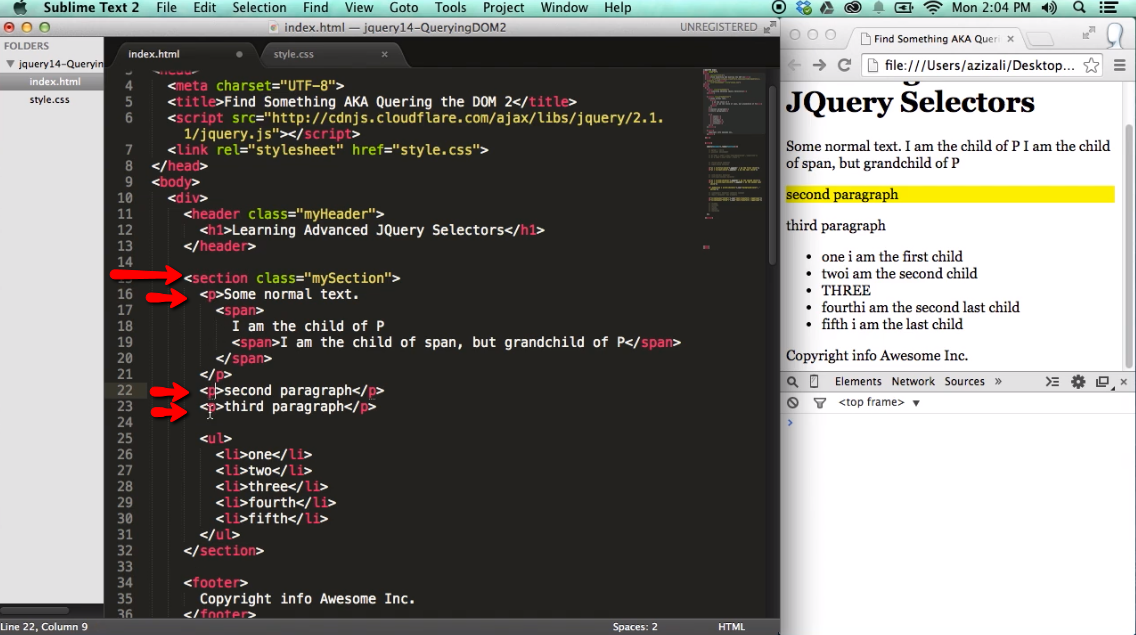 Sublime Text 2 File Edit Selection Find View Goto Tools Project Window Help Mon 2:04 PM
index.html — jquery14-QueryingDOM2 UNREGISTERED
FOLDERS
jquery14-Queryin
index.html
style.css
index.html style.css
4 <meta charset="UTF-8">
5 <title>Find Something AKA Quering the DOM 2</title>
6 <script src="http://cdnjs.cloudflare.com/ajax/libs/jquery/2.1.
1/jquery.js"></script>
7 <link rel="stylesheet" href="style.css">
8 </head>
9 <body>
10 <div>
11 <header class="myHeader">
12 <h1>Learning Advanced JQuery Selectors</h1>
13 </header>
14
<section class="mySection">
16 <p>Some normal text.
17 <span>
18 I am the child of P
19 <span>I am the child of span, but grandchild of P</span>
20 </span>
21 </p>
22 <p>second paragraph</p>
23 <p>third paragraph</p>
24
25 <ul>
26 <li>one</li>
27 <li>two</li>
28 <li>three</li>
29 <li>fourth</li>
30 <li>fifth</li>
31 </ul>
32 </section>
33
34 <footer>
35 Copyright info Awesome Inc.
36 </footer>
Line 22, Column 9 Spaces: 2 HTML
Find Something AKA Queri
file:///Users/azizali/Desktop...
JQuery Selectors
Some normal text. I am the child of P I am the child
of span, but grandchild of P
second paragraph
third paragraph
• one i am the first child
• twoi am the second child
• THREE
• fourthi am the second last child
• fifth i am the last child
Copyright info Awesome Inc.
Elements Network Sources »
<top frame>